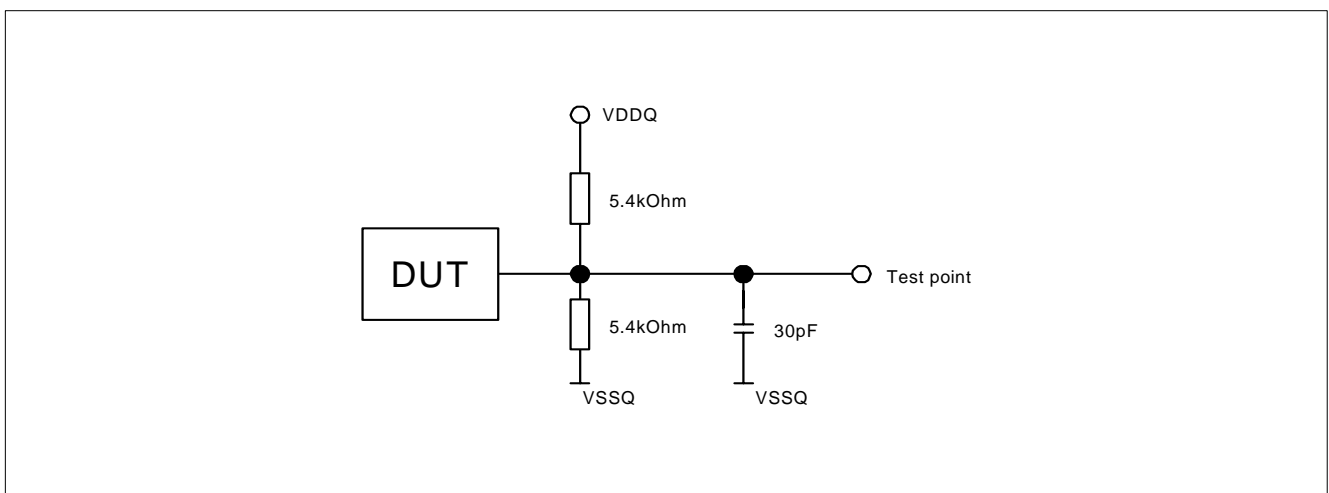 VDDQ
5.4kOhm
DUT
Test point
5.4kOhm
30pF
VSSQ
VSSQ